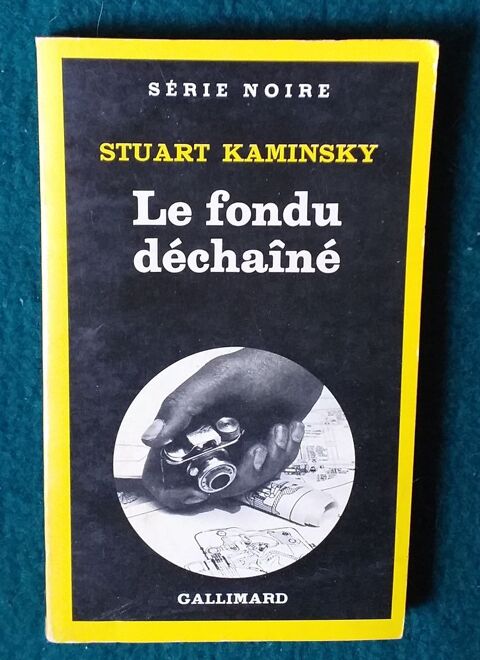 SÉRIE NOIRE
STUART KAMINSKY
Le fondu
déchaîné
GALLIMARD